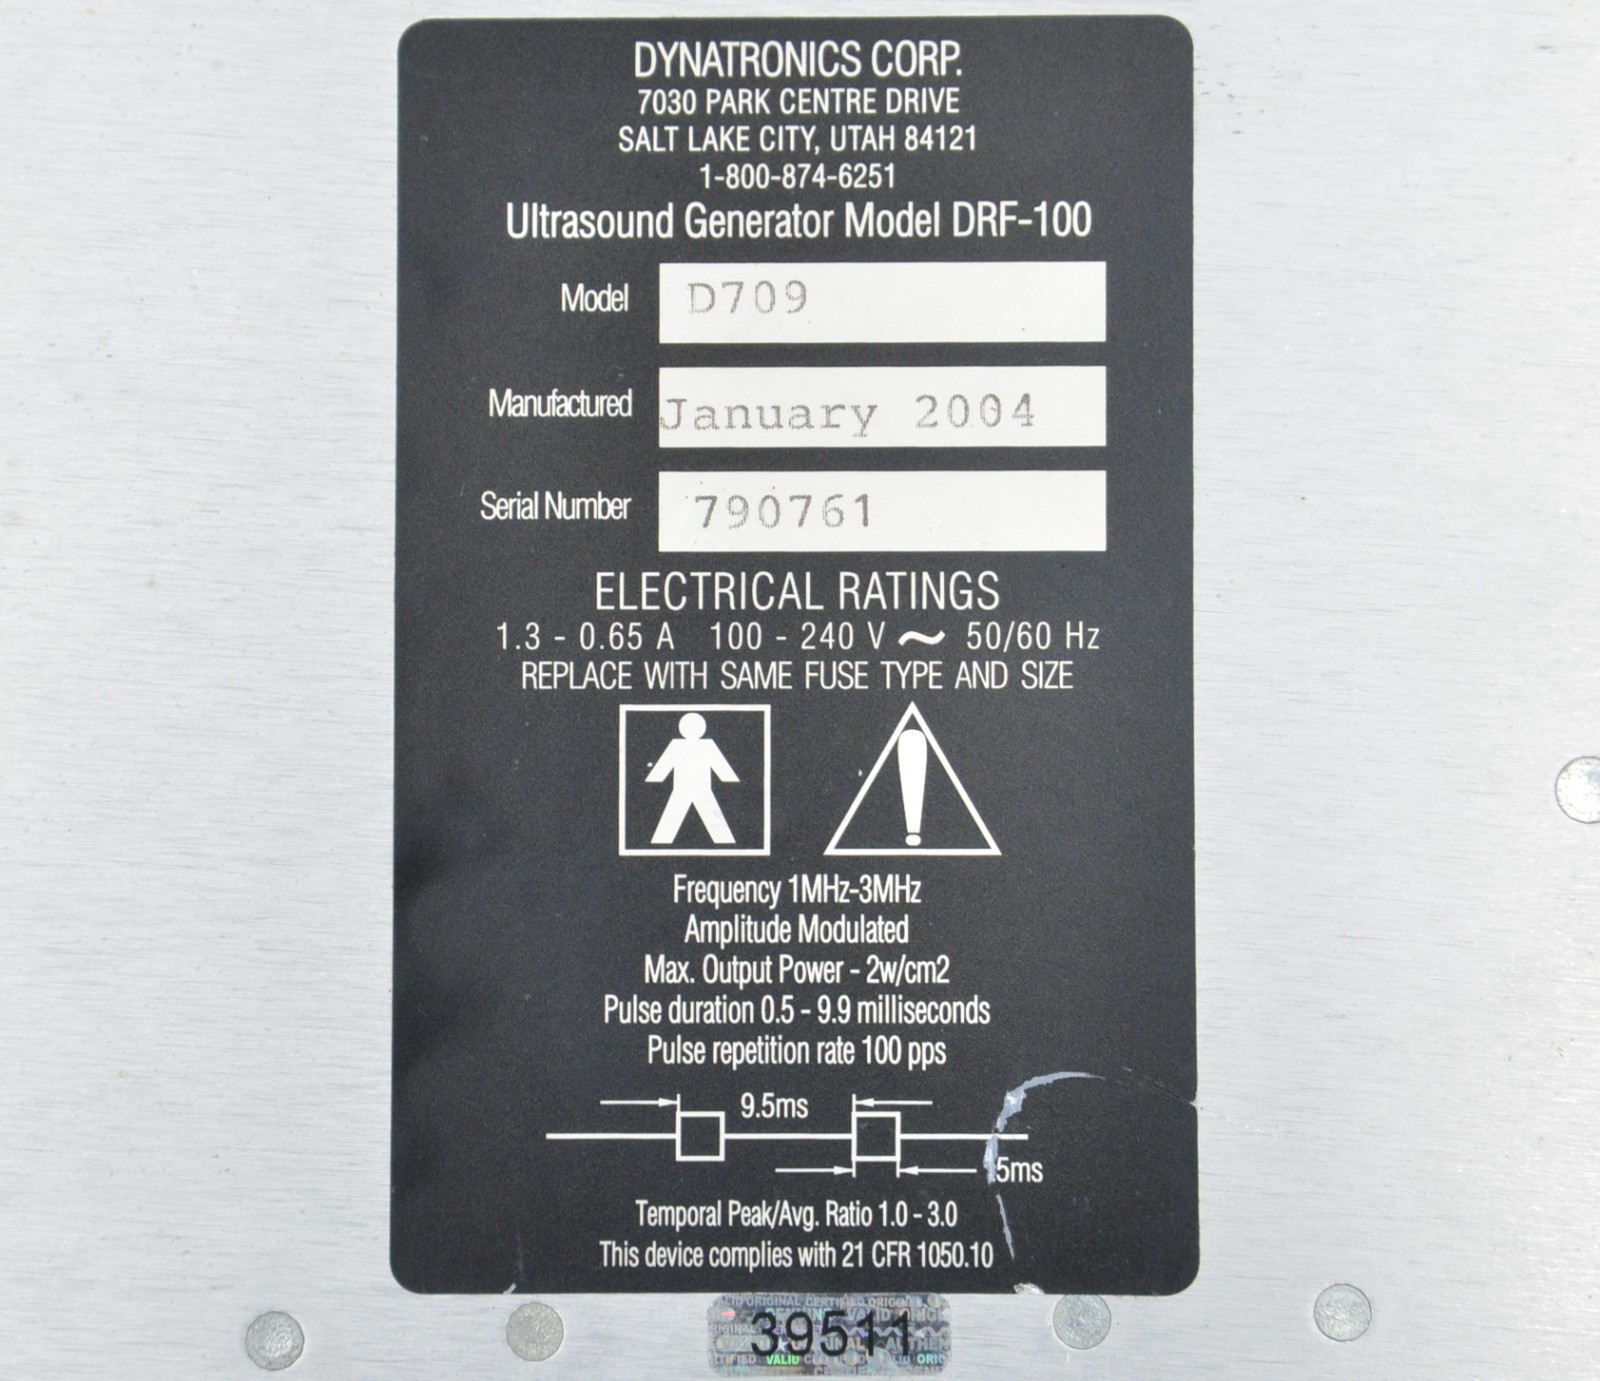 DYNATRONICS CORP.
7030 PARK CENTRE DRIVE
SALT LAKE CITY, UTAH 84121
1-800-874-6251
Ultrasound Generator Model DRF-100
Model D709
Manufactured January 2004
Serial Number 790761
ELECTRICAL RATINGS
1.3 - 0.65 A 100 - 240 V ~ 50/60 Hz
REPLACE WITH SAME FUSE TYPE AND SIZE
Frequency 1MHz-3MHz
Amplitude Modulated
Max. Output Power - 2w/cm2
Pulse duration 0.5 - 9.9 milliseconds
Pulse repetition rate 100 pps
9.5ms
.5ms
Temporal Peak/Avg. Ratio 1.0 - 3.0
This device complies with 21 CFR 1050.10
39511